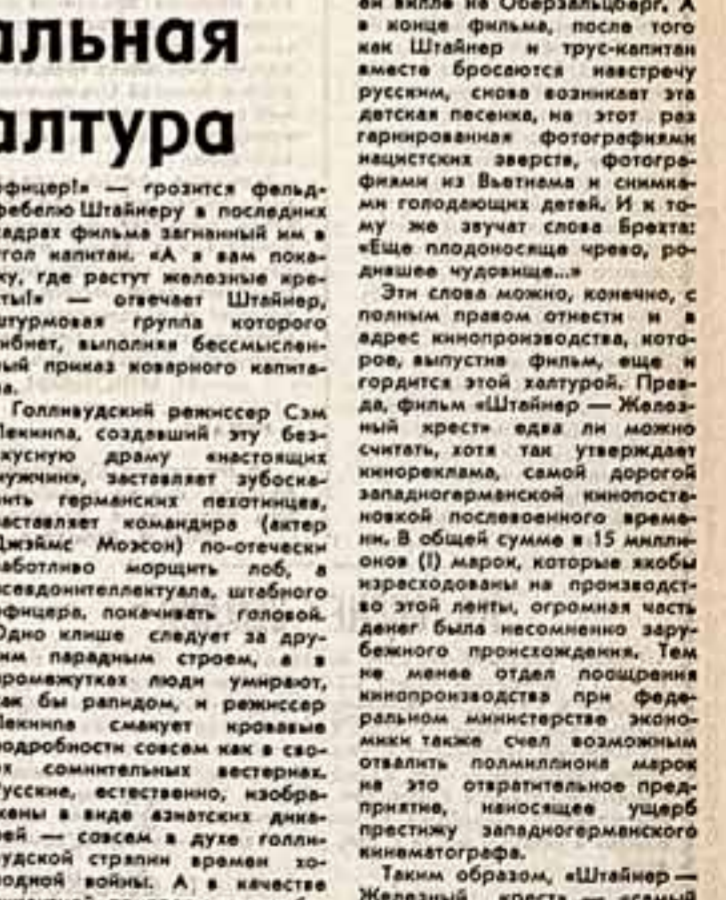 альная
алтура
фицер!» — грозится фельд-
фебелю Штайнеру в последних
кадрах фильма загнанный им в
угол капитан. «А я вам пока-
жу, где растут железные кре-
сты!» — отвечает Штайнер,
штурмовая группа которого
гибнет, выполняя бессмыслен-
ный приказ коварного капита-
на.
Голливудский режиссер Сэм
Пекинпа, создавший эту без-
вкусную драму «настоящих
мужчин», заставляет зубоска-
лить германских пехотинцев,
заставляет командира (актер
Джэймс Моэсон) по-отечески
заботливо морщить лоб, а
псевдоинтеллектуала, штабного
офицера, покачивать головой.
Одно клише следует за дру-
гим парадным строем, а в
промежутках люди умирают,
как бы рапидом, и режиссер
Пекинпа смакует кровавые
подробности совсем как в сво-
их сомнительных вестернах.
Русские, естественно, изобра-
жены в виде азиатских дика-
рей — совсем в духе голли-
вудской стряпни времен хо-
лодной войны. А в качестве
ей вилле на Оберзальцберг. А
в конце фильма, после того
как Штайнер и трус-капитан
вместе бросаются навстречу
русским, снова возникает эта
детская песенка, на этот раз
гарнированная фотографиями
нацистских зверств, фотогра-
фиями из Вьетнама и снимка-
ми голодающих детей. И к то-
му же звучат слова Брехта:
«Еще плодоносяще чрево, ро-
дившее чудовище...»
Эти слова можно, конечно, с
полным правом отнести и в
адрес кинопроизводства, кото-
рое, выпустив фильм, еще и
гордится этой халтурой. Прав-
да, фильм «Штайнер — Желез-
ный крест» едва ли можно
считать, хотя так утверждает
кинореклама, самой дорогой
западногерманской кинопоста-
новкой послевоенного време-
ни. В общей сумме в 15 милли-
онов (!) марок, которые якобы
израсходованы на производст-
во этой ленты, огромная часть
денег была несомненно зару-
бежного происхождения. Тем
не менее отдел поощрения
кинопроизводства при феде-
ральном министерстве эконо-
мики также счел возможным
отвалить полмиллиона марок
на это отвратительное пред-
приятие, наносящее ущерб
престижу западногерманского
кинематографа.
Таким образом, «Штайнер —
Железный крест» — «самый